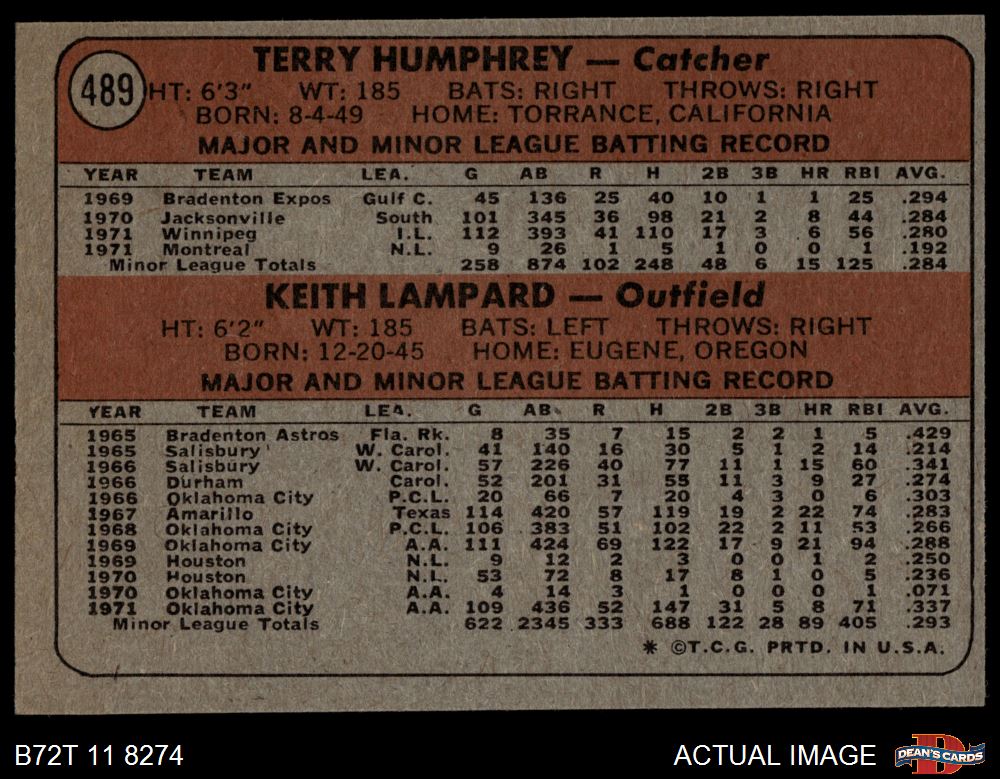 489
TERRY HUMPHREY — Catcher
HT: 6'3" WT: 185 BATS: RIGHT THROWS: RIGHT
BORN: 8-4-49 HOME: TORRANCE, CALIFORNIA
MAJOR AND MINOR LEAGUE BATTING RECORD
YEAR TEAM LEA. G AB R H 2B 3B HR RBI AVG.
1969 Bradenton Expos Gulf C. 45 136 25 40 10 1 1 25 .294
1970 Jacksonville South 101 345 36 98 21 2 8 44 .284
1971 Winnipeg I.L. 112 393 41 110 17 3 6 56 .280
1971 Montreal N.L. 9 26 1 5 1 0 0 1 .192
Minor League Totals 258 874 102 248 48 6 15 125 .284
KEITH LAMPARD — Outfield
HT: 6'2" WT: 185 BATS: LEFT THROWS: RIGHT
BORN: 12-20-45 HOME: EUGENE, OREGON
MAJOR AND MINOR LEAGUE BATTING RECORD
YEAR TEAM LEA. G AB R H 2B 3B HR RBI AVG.
1965 Bradenton Astros Fla. Rk. 8 35 7 15 2 2 1 5 .429
1965 Salisbury W. Carol. 41 140 16 30 5 1 2 14 .214
1966 Salisbury W. Carol. 57 226 40 77 11 1 15 60 .341
1966 Durham Carol. 52 201 31 55 11 3 9 27 .274
1966 Oklahoma City P.C.L. 20 66 7 20 4 3 0 6 .303
1967 Amarillo Texas 114 420 57 119 19 2 22 74 .283
1968 Oklahoma City P.C.L. 106 383 51 102 22 2 11 53 .266
1969 Oklahoma City A.A. 111 424 69 122 17 9 21 94 .288
1969 Houston N.L. 9 12 2 3 0 0 1 2 .250
1970 Houston N.L. 53 72 8 17 8 1 0 5 .236
1970 Oklahoma City A.A. 4 14 3 1 0 0 0 1 .071
1971 Oklahoma City A.A. 109 436 52 147 31 5 8 71 .337
Minor League Totals 622 2345 333 688 122 28 89 405 .293
* ©T.C.G. PRTD. IN U.S.A.
B72T 11 8274
ACTUAL IMAGE
D
DEAN'S CARDS